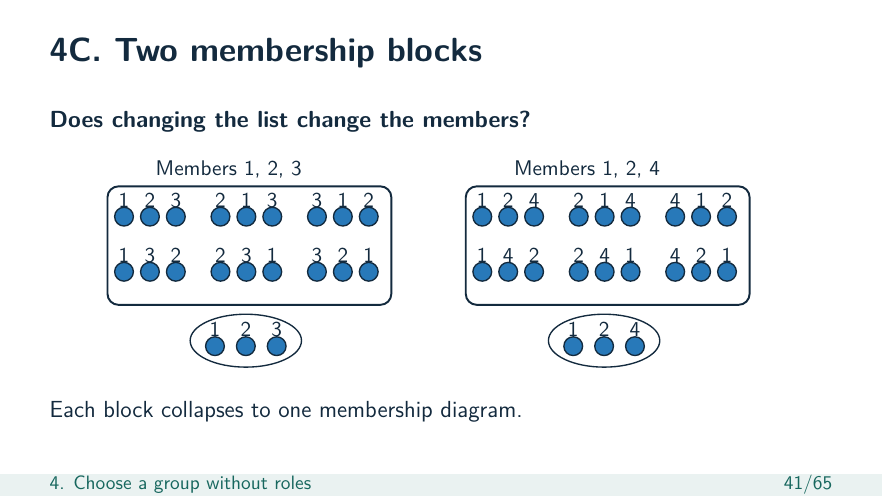 4C. Two membership blocks
Does changing the list change the members?
Members 1, 2, 3
1 2 3 2 1 3 3 1 2
1 3 2 2 3 1 3 2 1
1 2 3
Members 1, 2, 4
1 2 4 2 1 4 4 1 2
1 4 2 2 4 1 4 2 1
1 2 4
Each block collapses to one membership diagram.
4. Choose a group without roles
41/65